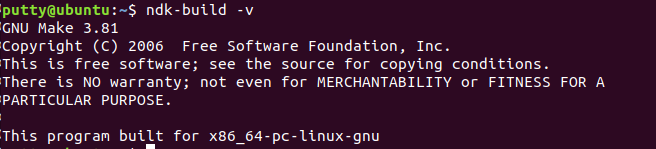 putty@ubuntu:~$ ndk-build -v
GNU Make 3.81
Copyright (C) 2006  Free Software Foundation, Inc.
This is free software; see the source for copying conditions.
There is NO warranty; not even for MERCHANTABILITY or FITNESS FOR A
PARTICULAR PURPOSE.
This program built for x86_64-pc-linux-gnu